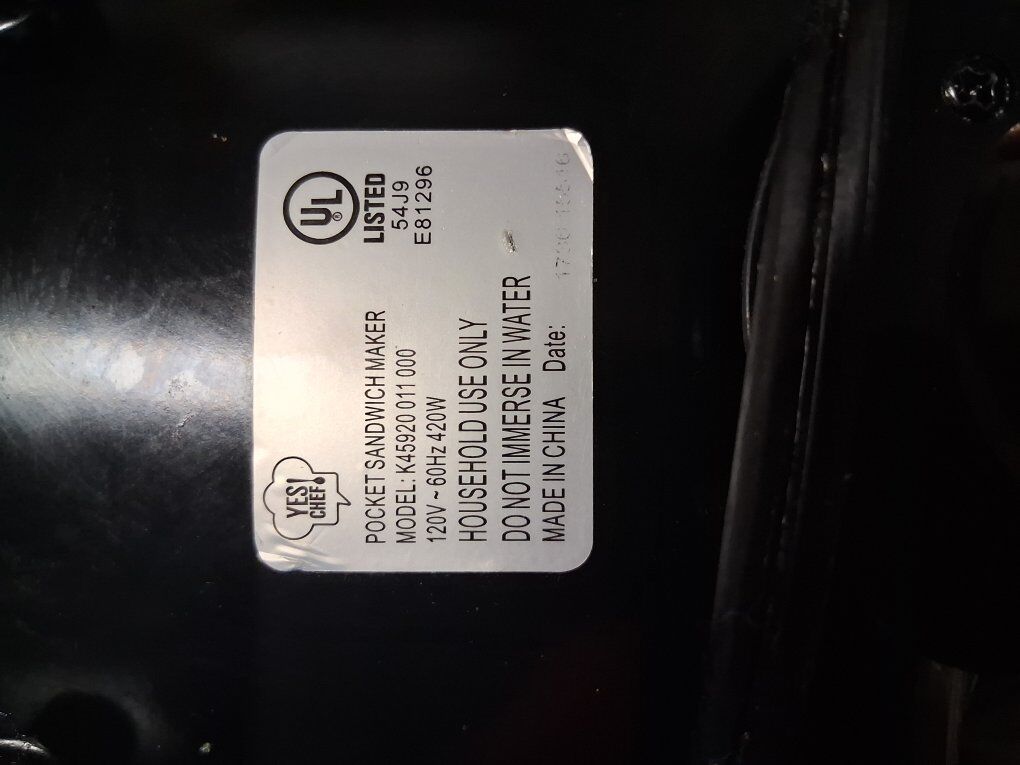 YES!
CHEF!
UL
®
LISTED
54J9
E81296
POCKET SANDWICH MAKER
MODEL: K45920 011 000
120V ~ 60Hz 420W
HOUSEHOLD USE ONLY
DO NOT IMMERSE IN WATER
MADE IN CHINA Date: